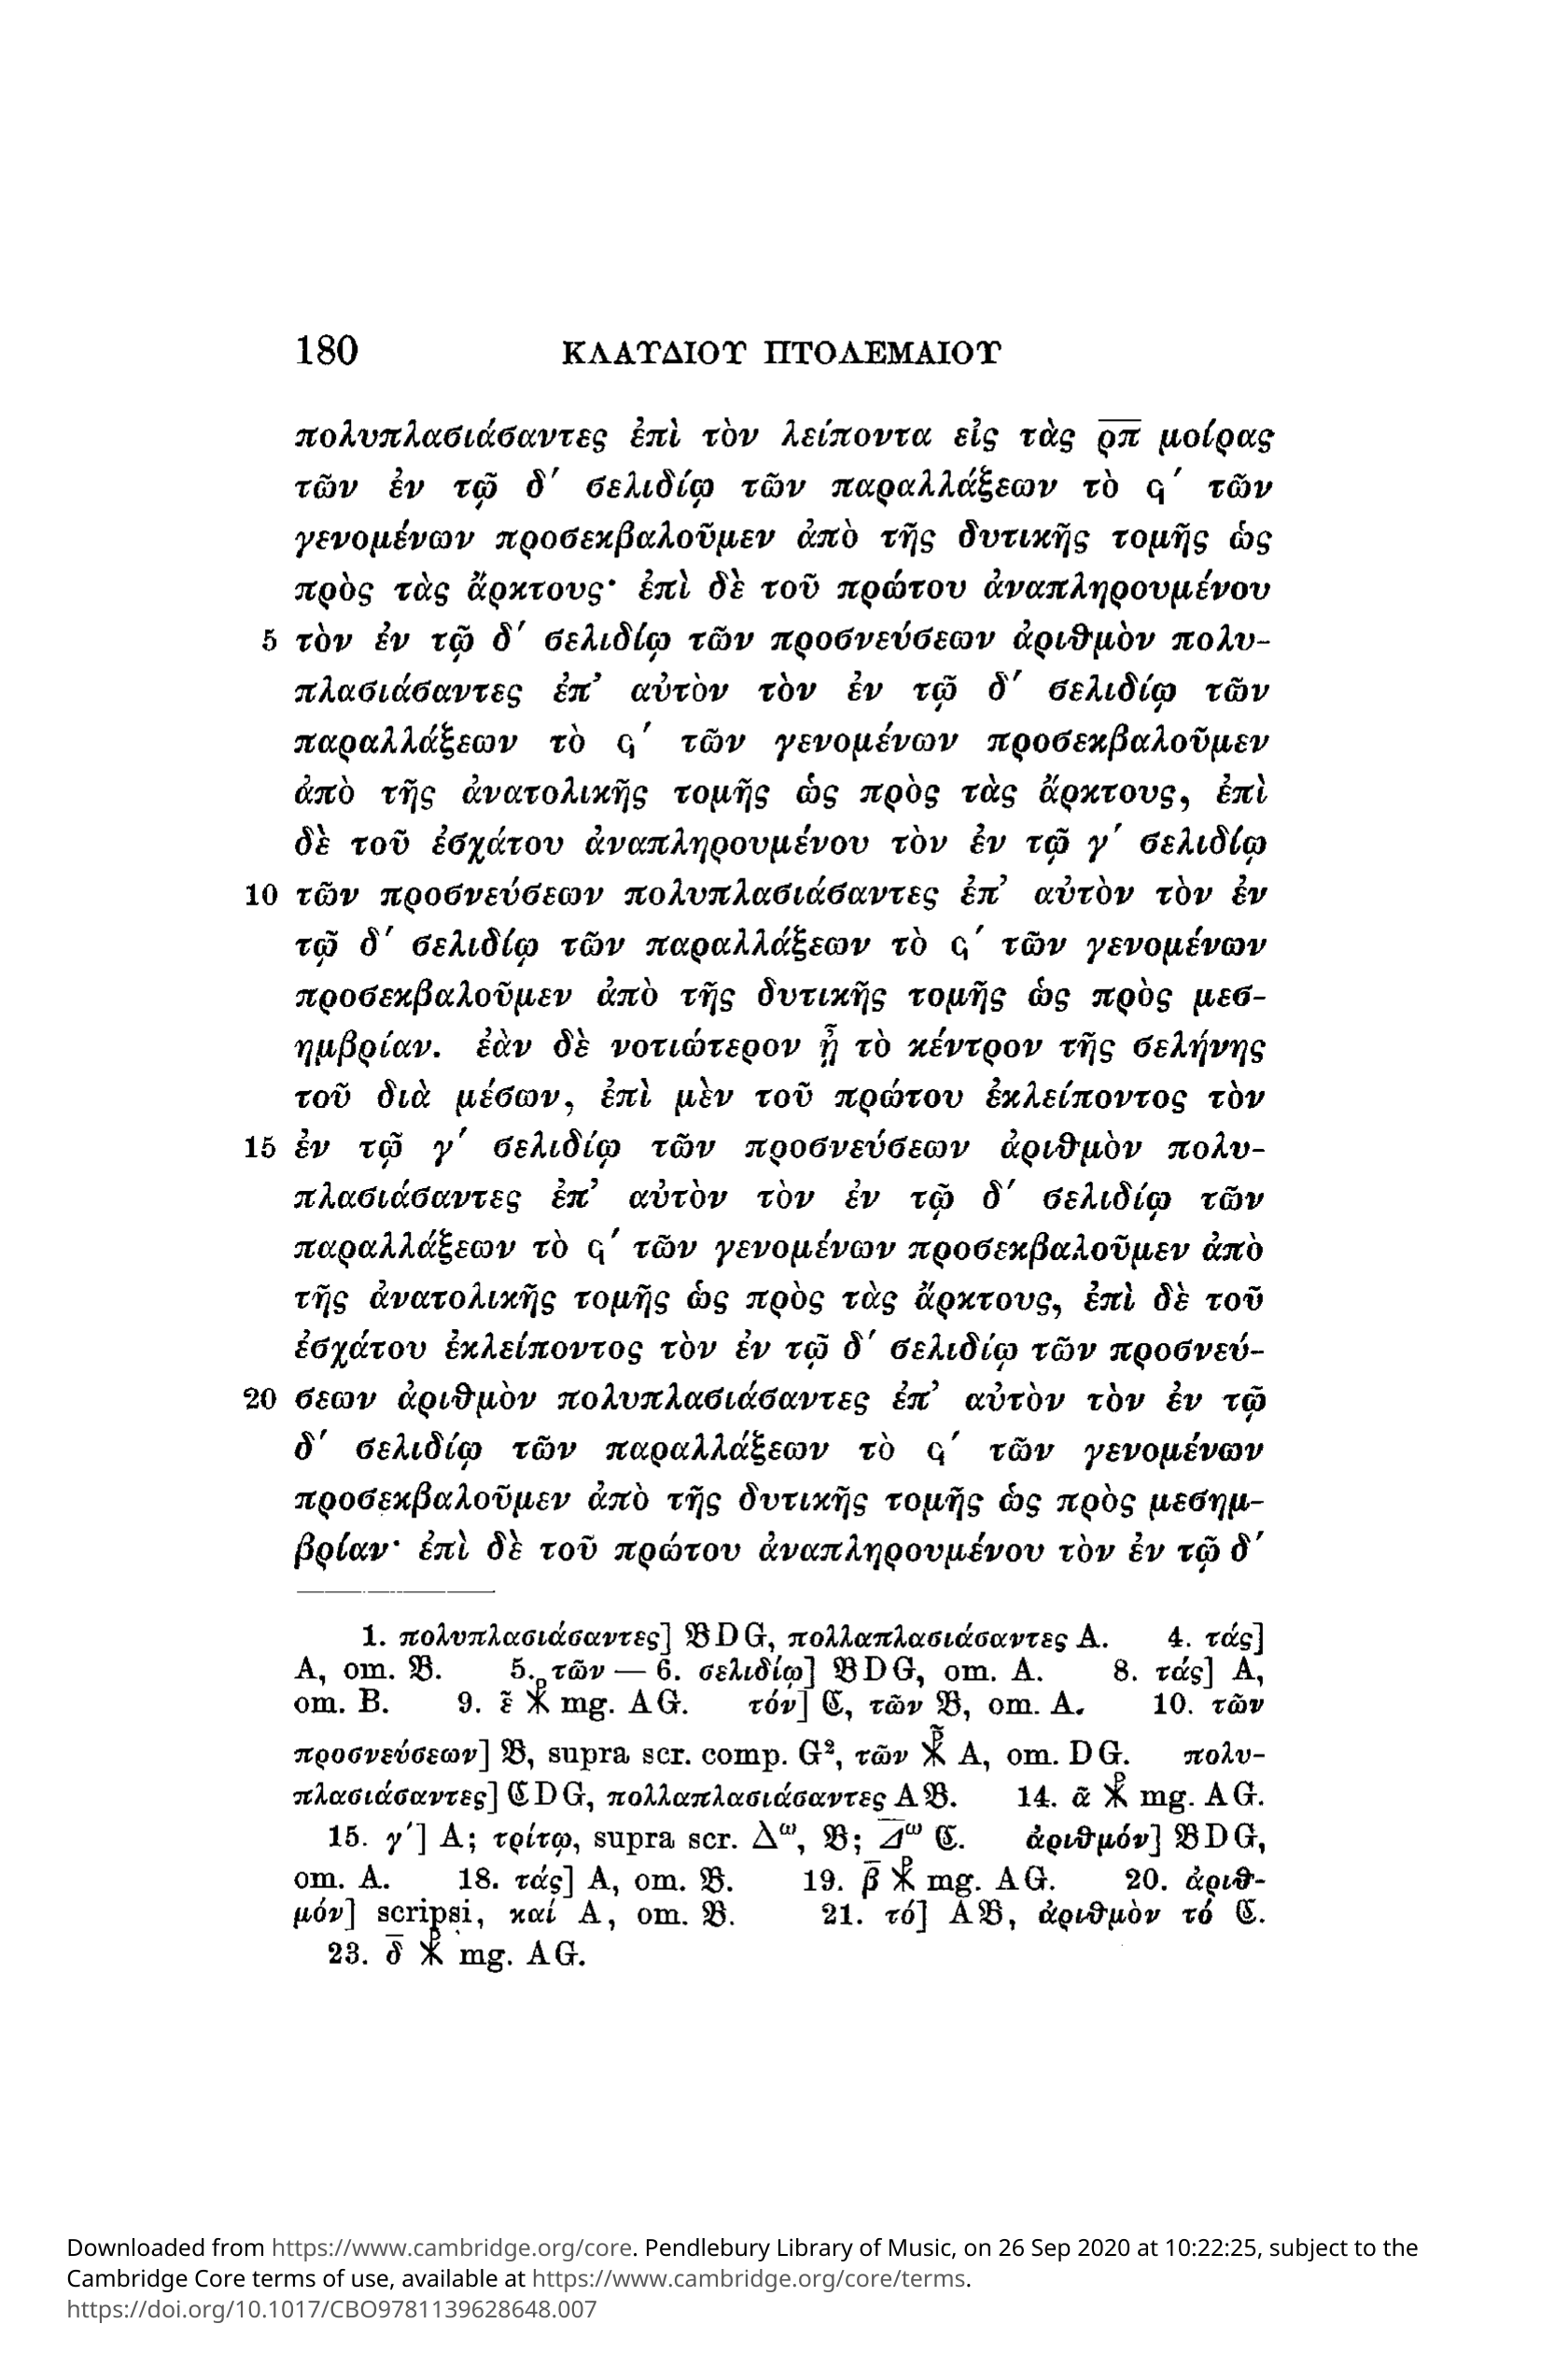 180 ΚΛΑΥΔΙΟΥ ΠΤΟΛΕΜΑΙΟΥ
πολυπλασιάσαντες ἐπὶ τὸν λείποντα εἰς τὰς ρ̅π̅ μοίρας
τῶν ἐν τῷ δʹ σελιδίῳ τῶν παραλλάξεων τὸ ϟʹ τῶν
γενομένων προσεκβαλοῦμεν ἀπὸ τῆς δυτικῆς τομῆς ὡς
πρὸς τὰς ἄρκτους· ἐπὶ δὲ τοῦ πρώτου ἀναπληρουμένου
5 τὸν ἐν τῷ δʹ σελιδίῳ τῶν προσνεύσεων ἀριθμὸν πολυ-
πλασιάσαντες ἐπ’ αὐτὸν τὸν ἐν τῷ δʹ σελιδίῳ τῶν
παραλλάξεων τὸ ϟʹ τῶν γενομένων προσεκβαλοῦμεν
ἀπὸ τῆς ἀνατολικῆς τομῆς ὡς πρὸς τὰς ἄρκτους, ἐπὶ
δὲ τοῦ ἐσχάτου ἀναπληρουμένου τὸν ἐν τῷ γʹ σελιδίῳ
10 τῶν προσνεύσεων πολυπλασιάσαντες ἐπ’ αὐτὸν τὸν ἐν
τῷ δʹ σελιδίῳ τῶν παραλλάξεων τὸ ϟʹ τῶν γενομένων
προσεκβαλοῦμεν ἀπὸ τῆς δυτικῆς τομῆς ὡς πρὸς μεσ-
ημβρίαν. ἐὰν δὲ νοτιώτερον ᾖ τὸ κέντρον τῆς σελήνης
τοῦ διὰ μέσων, ἐπὶ μὲν τοῦ πρώτου ἐκλείποντος τὸν
15 ἐν τῷ γʹ σελιδίῳ τῶν προσνεύσεων ἀριθμὸν πολυ-
πλασιάσαντες ἐπ’ αὐτὸν τὸν ἐν τῷ δʹ σελιδίῳ τῶν
παραλλάξεων τὸ ϟʹ τῶν γενομένων προσεκβαλοῦμεν ἀπὸ
τῆς ἀνατολικῆς τομῆς ὡς πρὸς τὰς ἄρκτους, ἐπὶ δὲ τοῦ
ἐσχάτου ἐκλείποντος τὸν ἐν τῷ δʹ σελιδίῳ τῶν προσνεύ-
20 σεων ἀριθμὸν πολυπλασιάσαντες ἐπ’ αὐτὸν τὸν ἐν τῷ
δʹ σελιδίῳ τῶν παραλλάξεων τὸ ϟʹ τῶν γενομένων
προσεκβαλοῦμεν ἀπὸ τῆς δυτικῆς τομῆς ὡς πρὸς μεσημ-
βρίαν· ἐπὶ δὲ τοῦ πρώτου ἀναπληρουμένου τὸν ἐν τῷ δʹ
1. πολυπλασιάσαντες] 𝔅DG, πολλαπλασιάσαντες A. 4. τάς]
A, om. 𝔅. 5. τῶν — 6. σελιδίῳ] 𝔅DG, om. A. 8. τάς] A,
om. B. 9. ε̄ mg. AG. τόν] ℭ, τῶν 𝔅, om. A. 10. τῶν
προσνεύσεων] 𝔅, supra scr. comp. G², τῶν A, om. DG. πολυ-
πλασιάσαντες] ℭDG, πολλαπλασιάσαντες A𝔅. 14. ᾱ mg. AG.
15. γʹ] A; τρίτῳ, supra scr. Δω, 𝔅; Δ̅ω ℭ. ἀριθμόν] 𝔅DG,
om. A. 18. τάς] A, om. 𝔅. 19. β̄ mg. AG. 20. ἀριθ-
μόν] scripsi, καί A, om. 𝔅. 21. τό] A𝔅, ἀριθμὸν τό ℭ.
23. δ̄ mg. AG.
Downloaded from https://www.cambridge.org/core. Pendlebury Library of Music, on 26 Sep 2020 at 10:22:25, subject to the
Cambridge Core terms of use, available at https://www.cambridge.org/core/terms.
https://doi.org/10.1017/CBO9781139628648.007